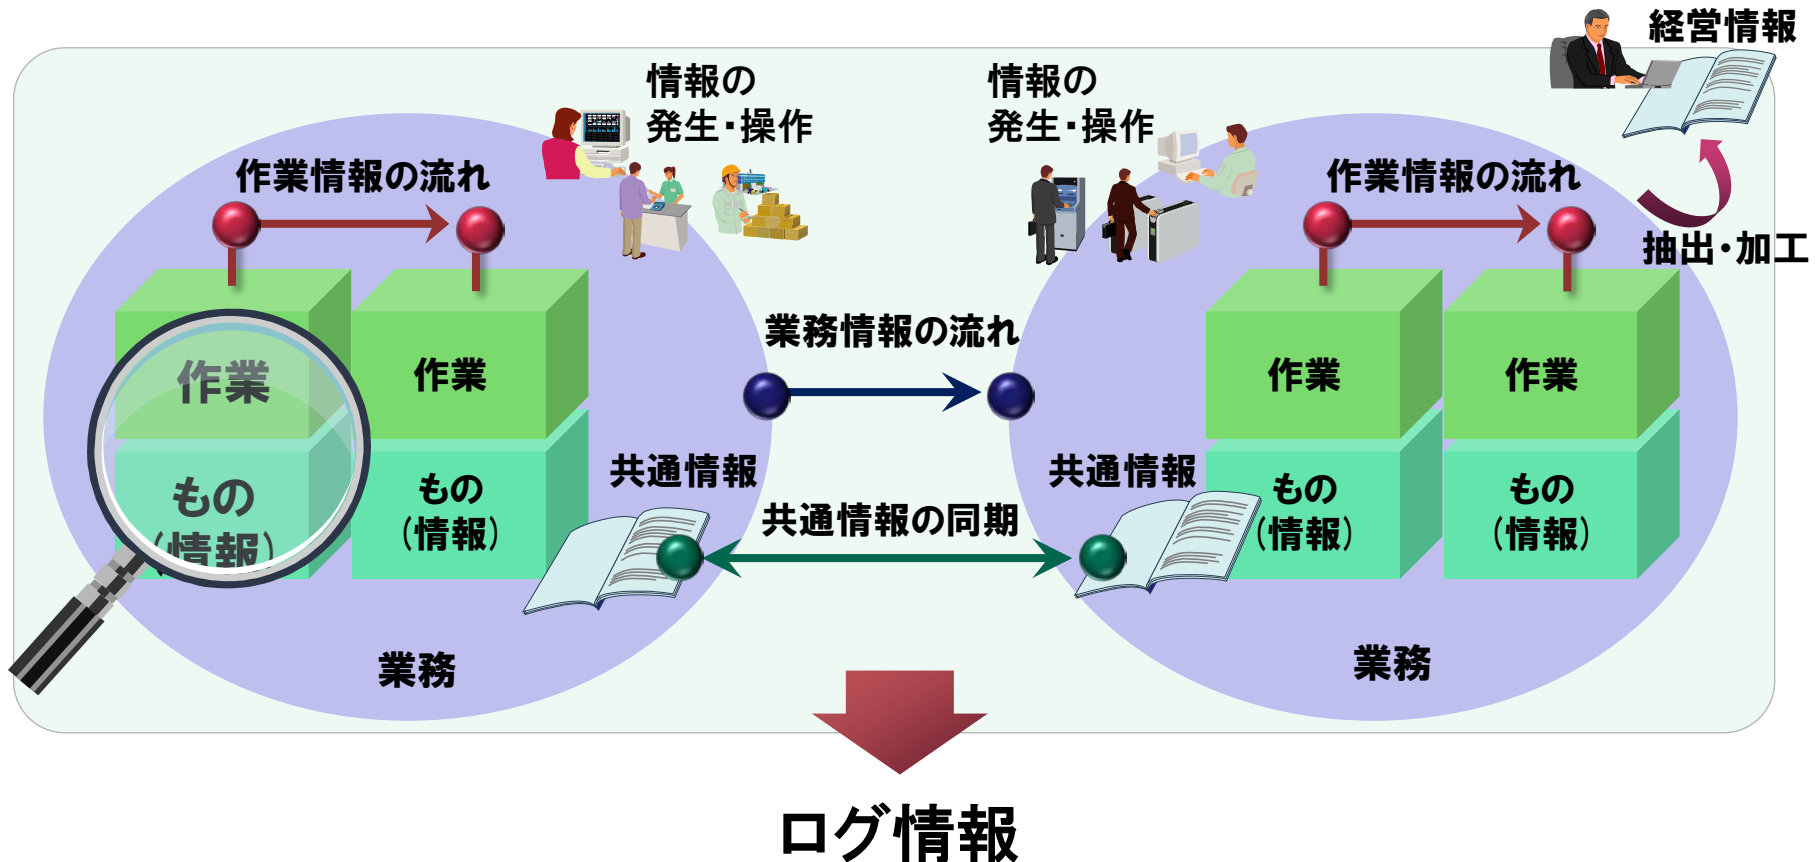 経営情報
情報の
発生・操作
情報の
発生・操作
作業情報の流れ
作業情報の流れ
抽出・加工
業務情報の流れ
作業
作業
作業
作業
共通情報
共通情報
もの
(情報)
もの
(情報)
もの
(情報)
もの
(情報)
共通情報の同期
業務
業務
ログ情報